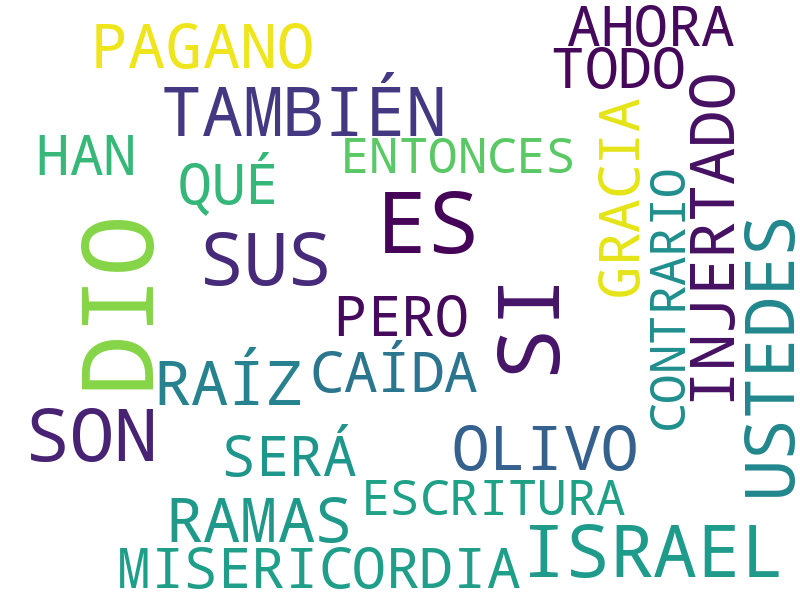 PAGANO
AHORA
TODO
TAMBIÉN
HAN
ENTONCES
QUÉ
GRACIA
INJERTADO
CONTRARIO
ES
SUS
DIO
USTEDES
SI
PERO
RAÍZ
CAÍDA
SON
SERÁ
OLIVO
ESCRITURA
RAMAS
ISRAEL
MISERICORDIA